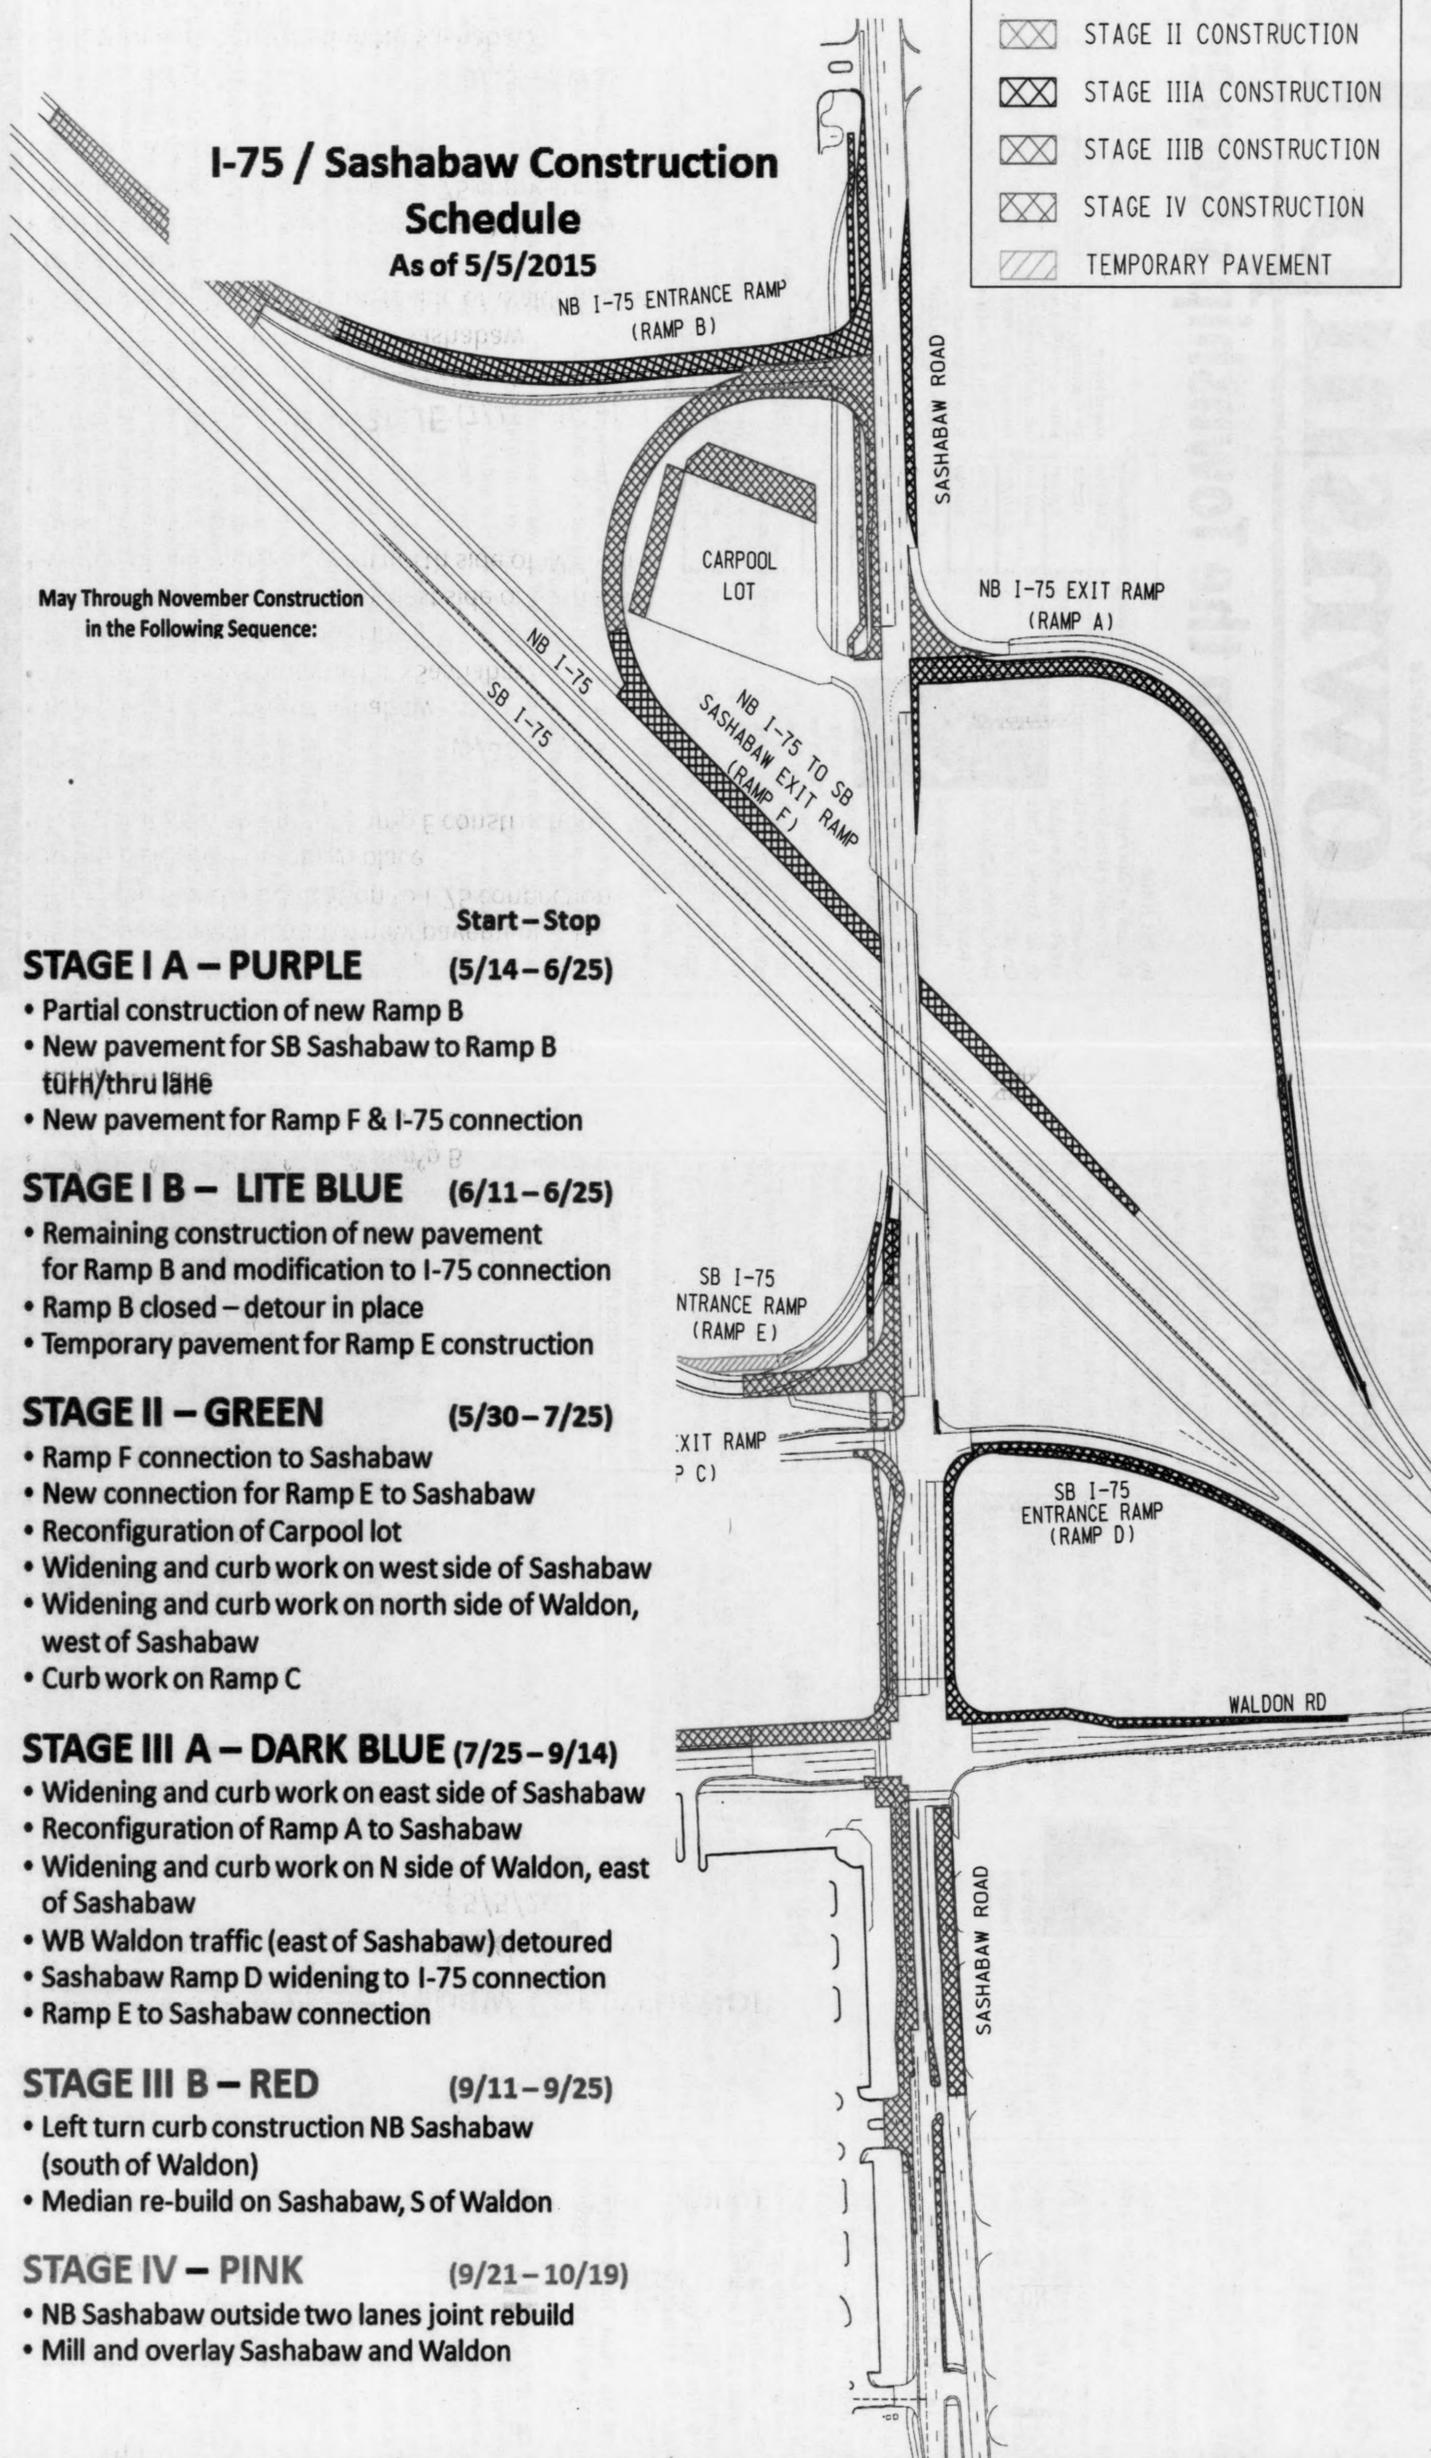 STAGE II CONSTRUCTION
STAGE IIIA CONSTRUCTION
STAGE IIIB CONSTRUCTION
STAGE IV CONSTRUCTION
TEMPORARY PAVEMENT
I-75 / Sashabaw Construction
Schedule
As of 5/5/2015
NB I-75 ENTRANCE RAMP
(RAMP B)
SASHABAW ROAD
CARPOOL
LOT
NB I-75 EXIT RAMP
(RAMP A)
May Through November Construction
in the Following Sequence:
NB I-75
SB I-75
NB I-75 TO SB
SASHABAW EXIT RAMP
(RAMP F)
Start – Stop
STAGE I A – PURPLE (5/14 – 6/25)
• Partial construction of new Ramp B
• New pavement for SB Sashabaw to Ramp B
turn/thru lane
• New pavement for Ramp F & I-75 connection
STAGE I B – LITE BLUE (6/11 – 6/25)
• Remaining construction of new pavement
for Ramp B and modification to I-75 connection
• Ramp B closed – detour in place
• Temporary pavement for Ramp E construction
STAGE II – GREEN (5/30 – 7/25)
• Ramp F connection to Sashabaw
• New connection for Ramp E to Sashabaw
• Reconfiguration of Carpool lot
• Widening and curb work on west side of Sashabaw
• Widening and curb work on north side of Waldon,
west of Sashabaw
• Curb work on Ramp C
STAGE III A – DARK BLUE (7/25 – 9/14)
• Widening and curb work on east side of Sashabaw
• Reconfiguration of Ramp A to Sashabaw
• Widening and curb work on N side of Waldon, east
of Sashabaw
• WB Waldon traffic (east of Sashabaw) detoured
• Sashabaw Ramp D widening to I-75 connection
• Ramp E to Sashabaw connection
STAGE III B – RED (9/11 – 9/25)
• Left turn curb construction NB Sashabaw
(south of Waldon)
• Median re-build on Sashabaw, S of Waldon
STAGE IV – PINK (9/21 – 10/19)
• NB Sashabaw outside two lanes joint rebuild
• Mill and overlay Sashabaw and Waldon
SB I-75
NTRANCE RAMP
(RAMP E)
XIT RAMP
P C)
SB I-75
ENTRANCE RAMP
(RAMP D)
WALDON RD
SASHABAW ROAD